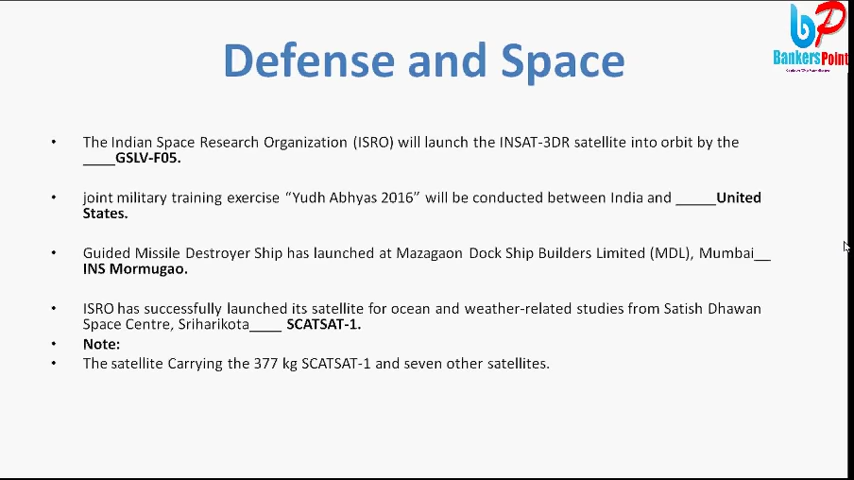 bP
BankersPoint
Defense and Space
• The Indian Space Research Organization (ISRO) will launch the INSAT-3DR satellite into orbit by the
____GSLV-F05.
• joint military training exercise “Yudh Abhyas 2016” will be conducted between India and _____United
States.
• Guided Missile Destroyer Ship has launched at Mazagaon Dock Ship Builders Limited (MDL), Mumbai__
INS Mormugao.
• ISRO has successfully launched its satellite for ocean and weather-related studies from Satish Dhawan
Space Centre, Sriharikota____ SCATSAT-1.
• Note:
• The satellite Carrying the 377 kg SCATSAT-1 and seven other satellites.